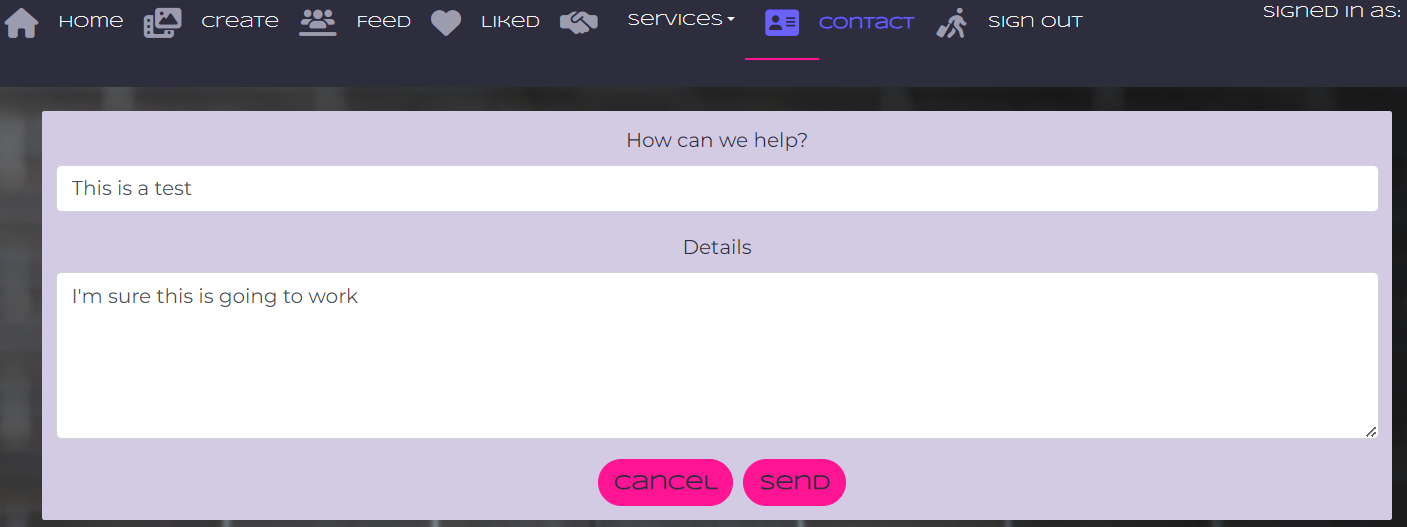 Home Create Feed Liked Services Contact Sign out Signed in as:
How can we help?
This is a test
Details
I'm sure this is going to work
Cancel Send